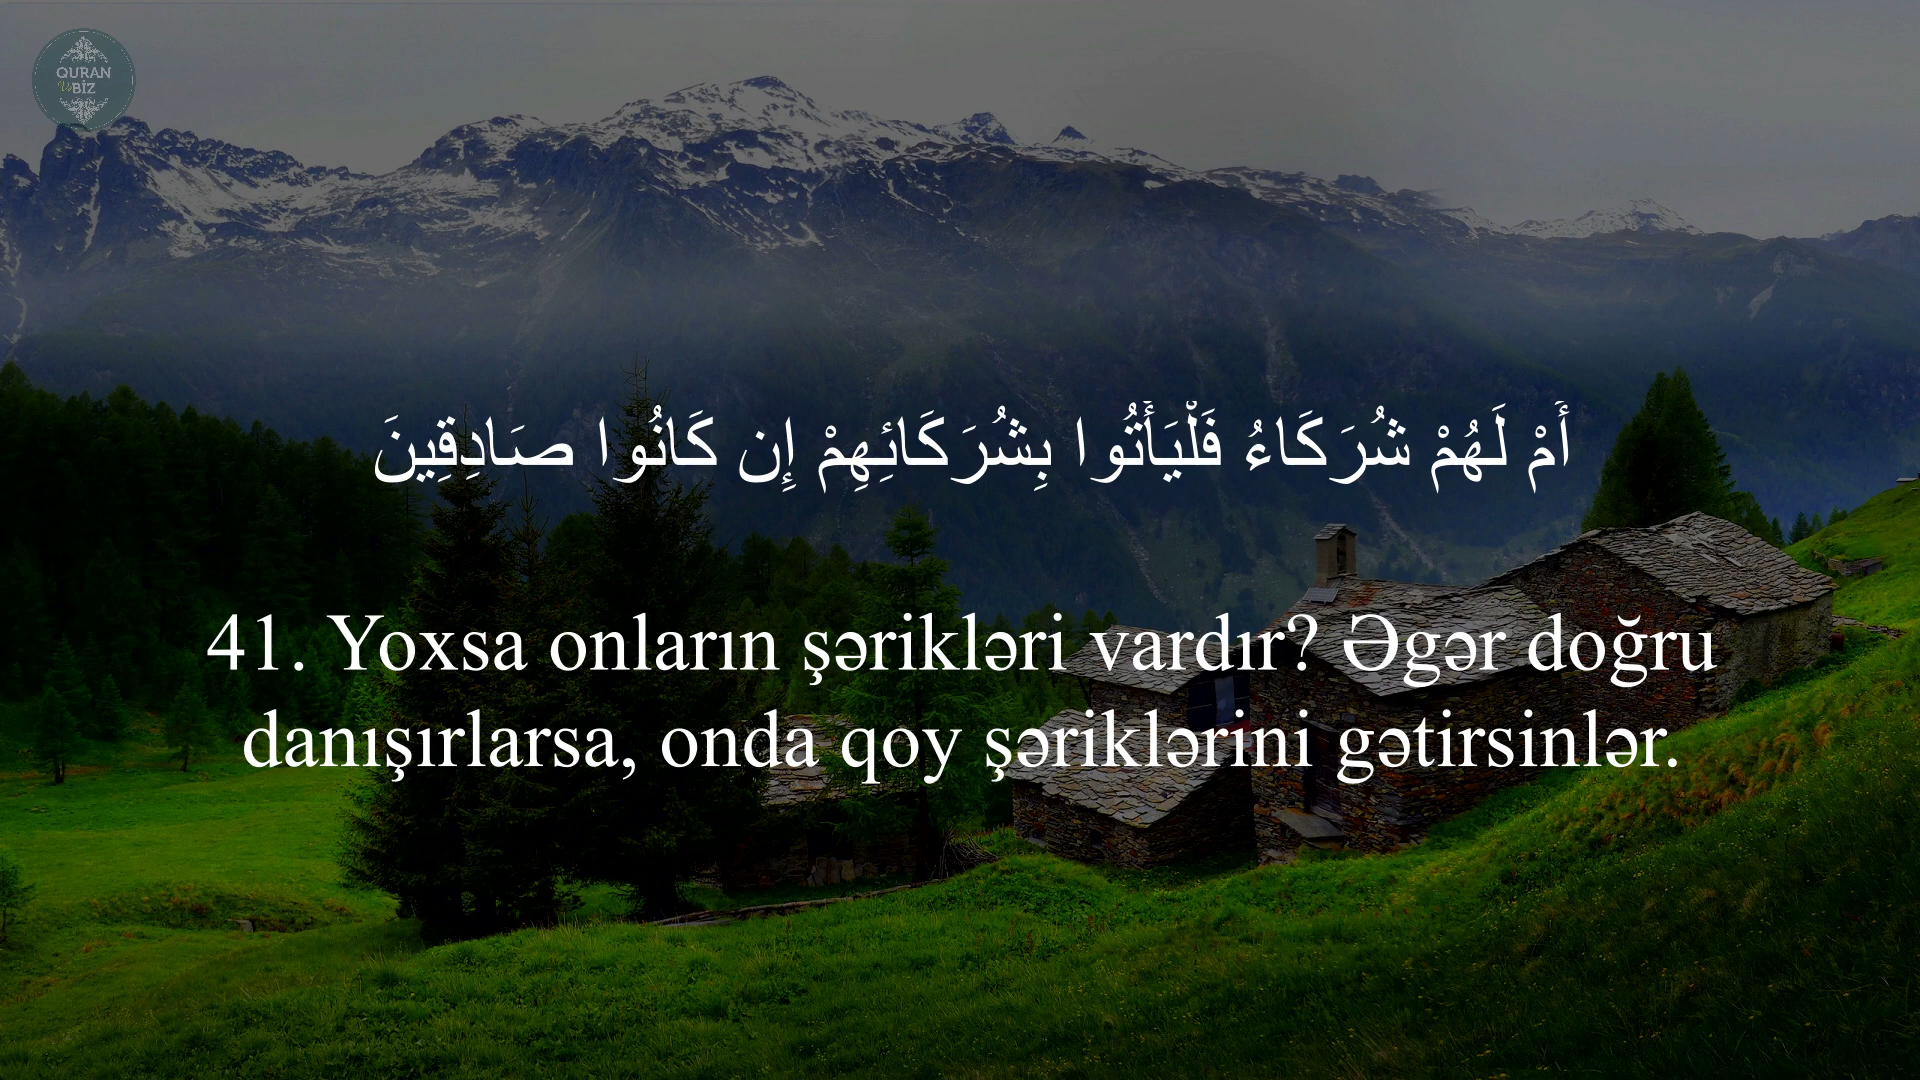 QURAN
Və BİZ
أَمْ لَهُمْ شُرَكَاءُ فَلْيَأْتُوا بِشُرَكَائِهِمْ إِن كَانُوا صَادِقِينَ
41. Yoxsa onların şərikləri vardır? Əgər doğru
danışırlarsa, onda qoy şəriklərini gətirsinlər.